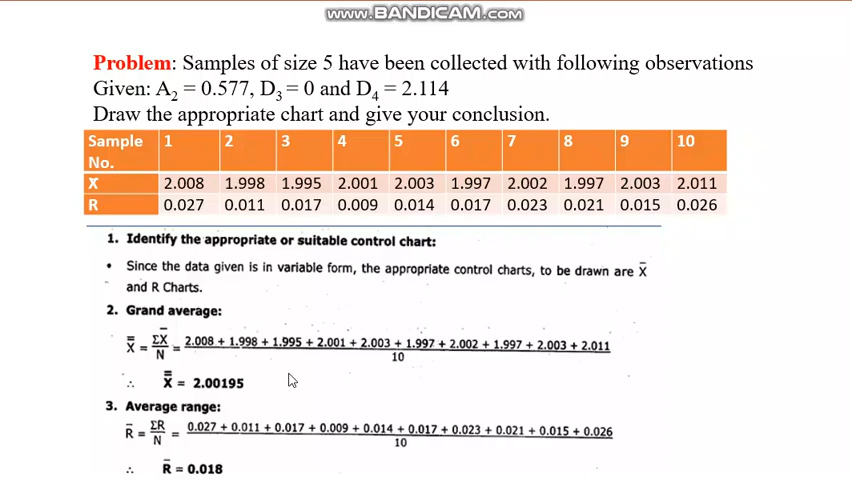 www.BANDICAM.com
Problem: Samples of size 5 have been collected with following observations
Given: A₂ = 0.577, D₃ = 0 and D₄ = 2.114
Draw the appropriate chart and give your conclusion.
Sample No. 1 2 3 4 5 6 7 8 9 10
X̄ 2.008 1.998 1.995 2.001 2.003 1.997 2.002 1.997 2.003 2.011
R 0.027 0.011 0.017 0.009 0.014 0.017 0.023 0.021 0.015 0.026
1. Identify the appropriate or suitable control chart:
• Since the data given is in variable form, the appropriate control charts, to be drawn are X̄
and R Charts.
2. Grand average:
X̿ = ΣX̄/N = 2.008 + 1.998 + 1.995 + 2.001 + 2.003 + 1.997 + 2.002 + 1.997 + 2.003 + 2.011 / 10
∴ X̿ = 2.00195
3. Average range:
R̄ = ΣR/N = 0.027 + 0.011 + 0.017 + 0.009 + 0.014 + 0.017 + 0.023 + 0.021 + 0.015 + 0.026 / 10
∴ R̄ = 0.018